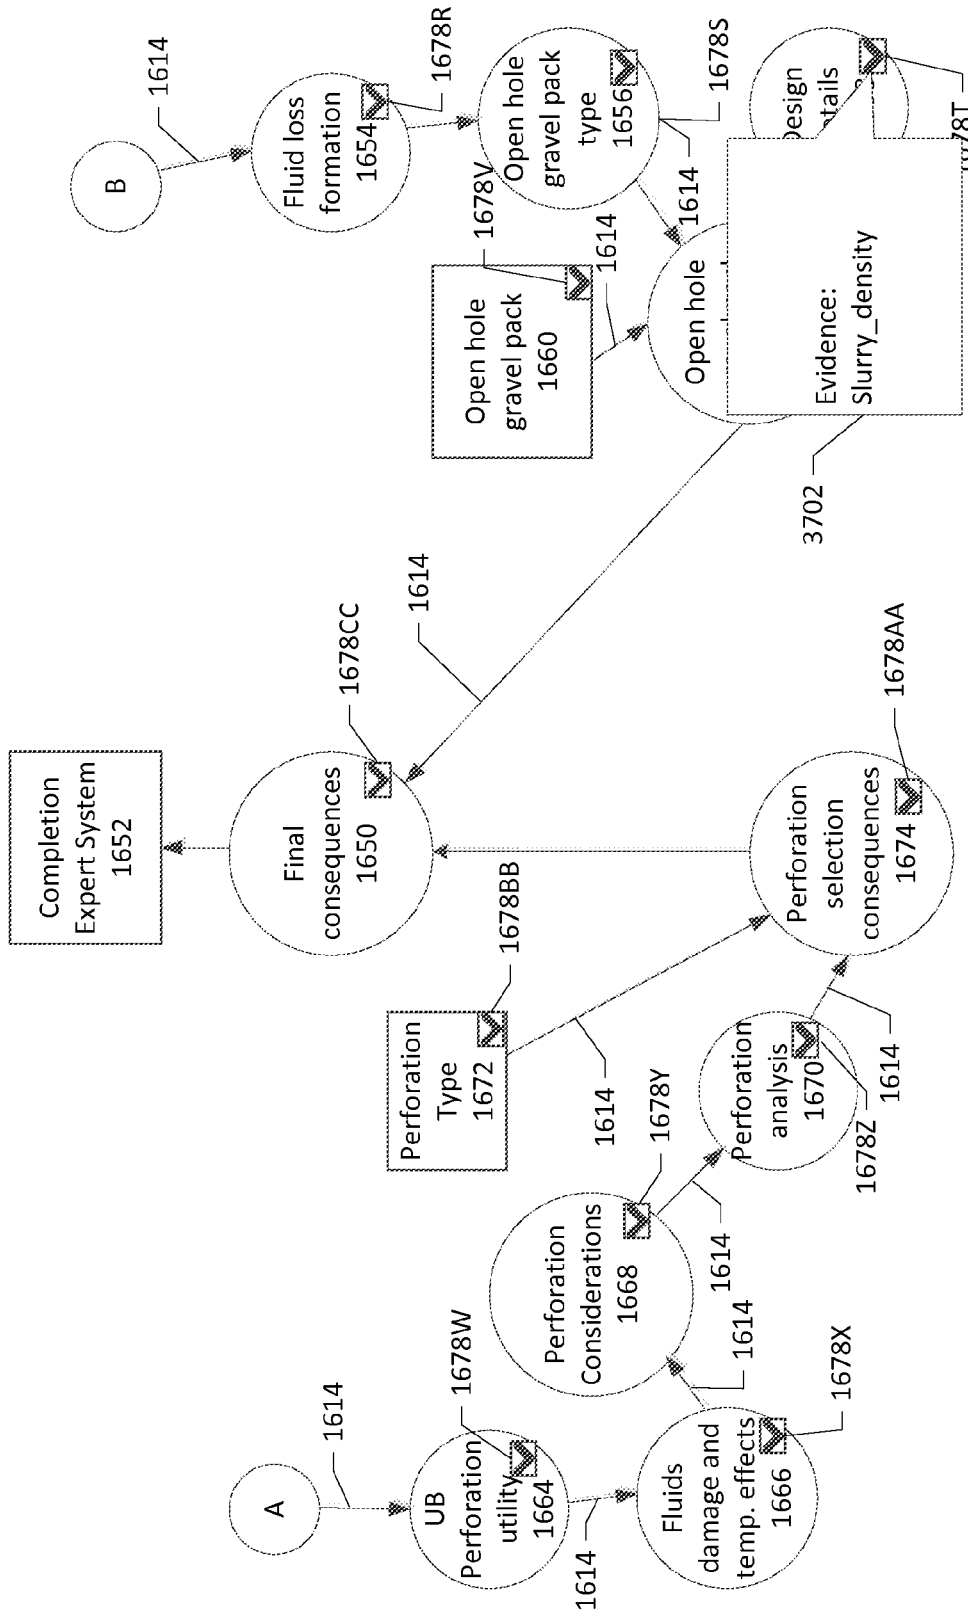 Completion
Expert System
1652
Final
consequences
1650
1678CC
1614
A
1614
UB
Perforation
utility
1664
1678W
1614
Fluids
damage and
temp. effects
1666
1678X
1614
Perforation
Considerations
1668
1678Y
1614
Perforation
Type
1672
1678BB
1614
Perforation
analysis
1670
1678Z
1614
Perforation
selection
consequences
1674
1678AA
B
1614
Fluid loss
formation
1654
1678R
Open hole
gravel pack
type
1656
1678S
1614
Open hole
gravel pack
1660
1678V
1614
Open hole
Design
1678T
Evidence:
Slurry_density
3702